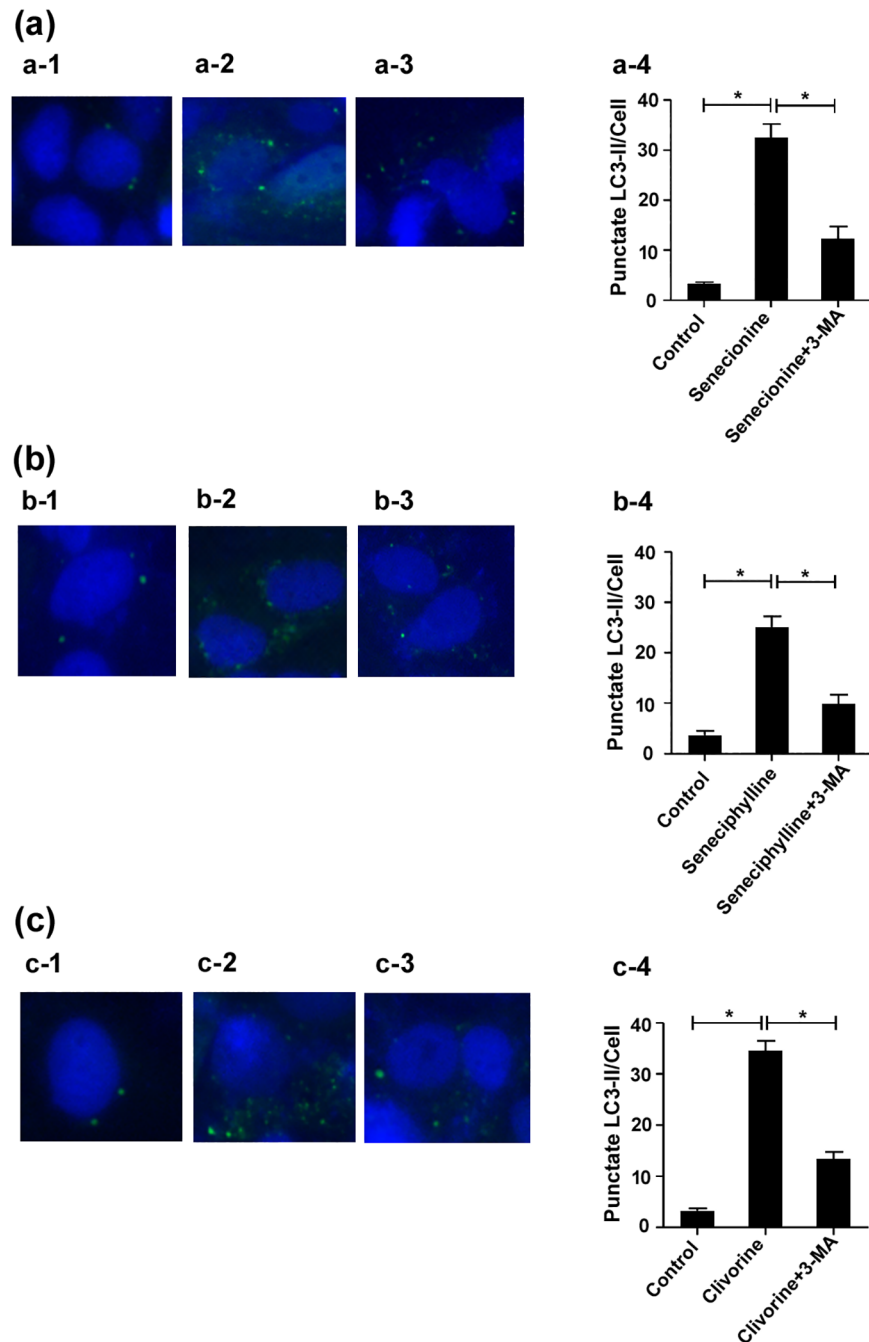 (a)
a-1 a-2 a-3 a-4
Punctate LC3-II/Cell
40
30
20
10
0
* *
Control
Senecionine
Senecionine+3-MA
(b)
b-1 b-2 b-3 b-4
Punctate LC3-II/Cell
40
30
20
10
0
* *
Control
Seneciphylline
Seneciphylline+3-MA
(c)
c-1 c-2 c-3 c-4
Punctate LC3-II/Cell
40
30
20
10
0
* *
Control
Clivorine
Clivorine+3-MA